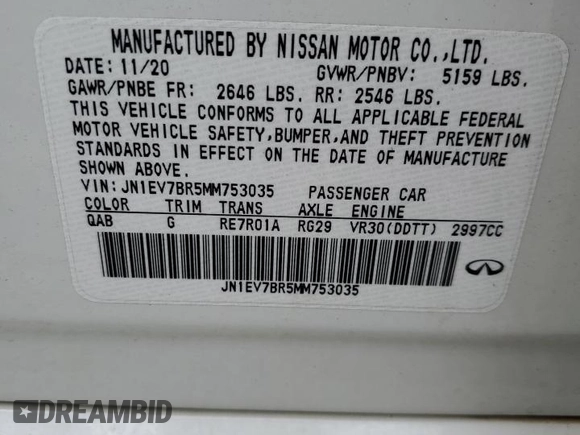 MANUFACTURED BY NISSAN MOTOR CO.,LTD.
DATE: 11/20 GVWR/PNBV: 5159 LBS.
GAWR/PNBE FR: 2646 LBS. RR: 2546 LBS.
THIS VEHICLE CONFORMS TO ALL APPLICABLE FEDERAL
MOTOR VEHICLE SAFETY,BUMPER,AND THEFT PREVENTION
STANDARDS IN EFFECT ON THE DATE OF MANUFACTURE
SHOWN ABOVE.
VIN:JN1EV7BR5MM753035 PASSENGER CAR
COLOR TRIM TRANS AXLE ENGINE
QAB G RE7R01A RG29 VR30(DDTT) 2997CC
JN1EV7BR5MM753035
DREAMBID